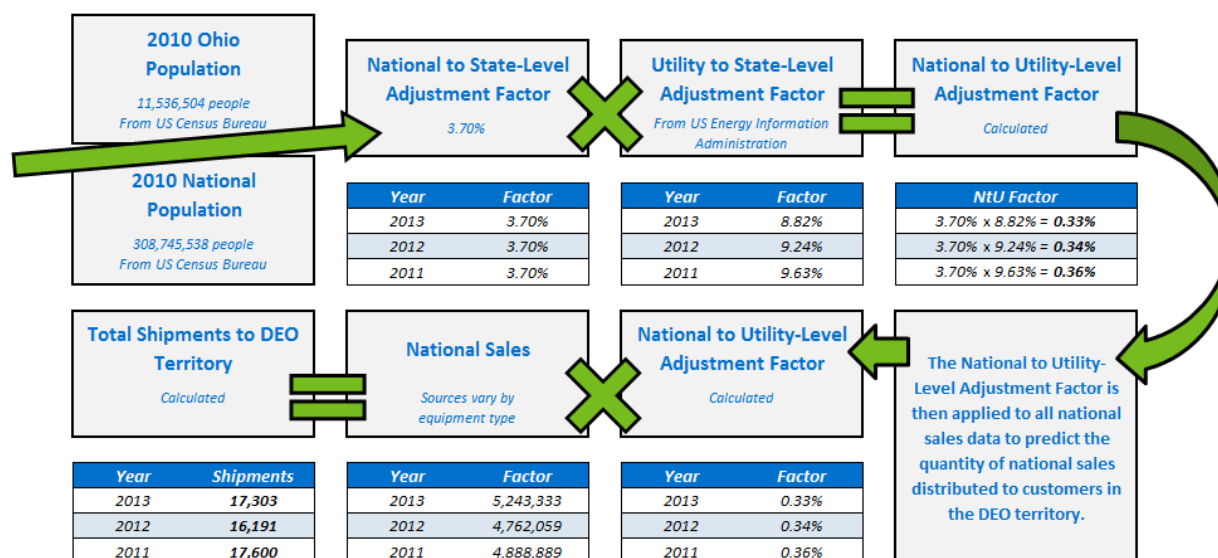 2010 Ohio
Population
11,536,504 people
From US Census Bureau
2010 National
Population
308,745,538 people
From US Census Bureau
National to State-Level
Adjustment Factor
3.70%
Utility to State-Level
Adjustment Factor
From US Energy Information
Administration
National to Utility-Level
Adjustment Factor
Calculated
Year Factor
2013 3.70%
2012 3.70%
2011 3.70%
Year Factor
2013 8.82%
2012 9.24%
2011 9.63%
NtU Factor
3.70% x 8.82% = 0.33%
3.70% x 9.24% = 0.34%
3.70% x 9.63% = 0.36%
Total Shipments to DEO
Territory
Calculated
National Sales
Sources vary by
equipment type
National to Utility-Level
Adjustment Factor
Calculated
The National to Utility-
Level Adjustment Factor is
then applied to all national
sales data to predict the
quantity of national sales
distributed to customers in
the DEO territory.
Year Shipments
2013 17,303
2012 16,191
2011 17,600
Year Factor
2013 5,243,333
2012 4,762,059
2011 4,888,889
Year Factor
2013 0.33%
2012 0.34%
2011 0.36%